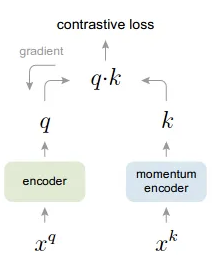 contrastive loss
gradient
q·k
q k
encoder momentum encoder
x^q x^k